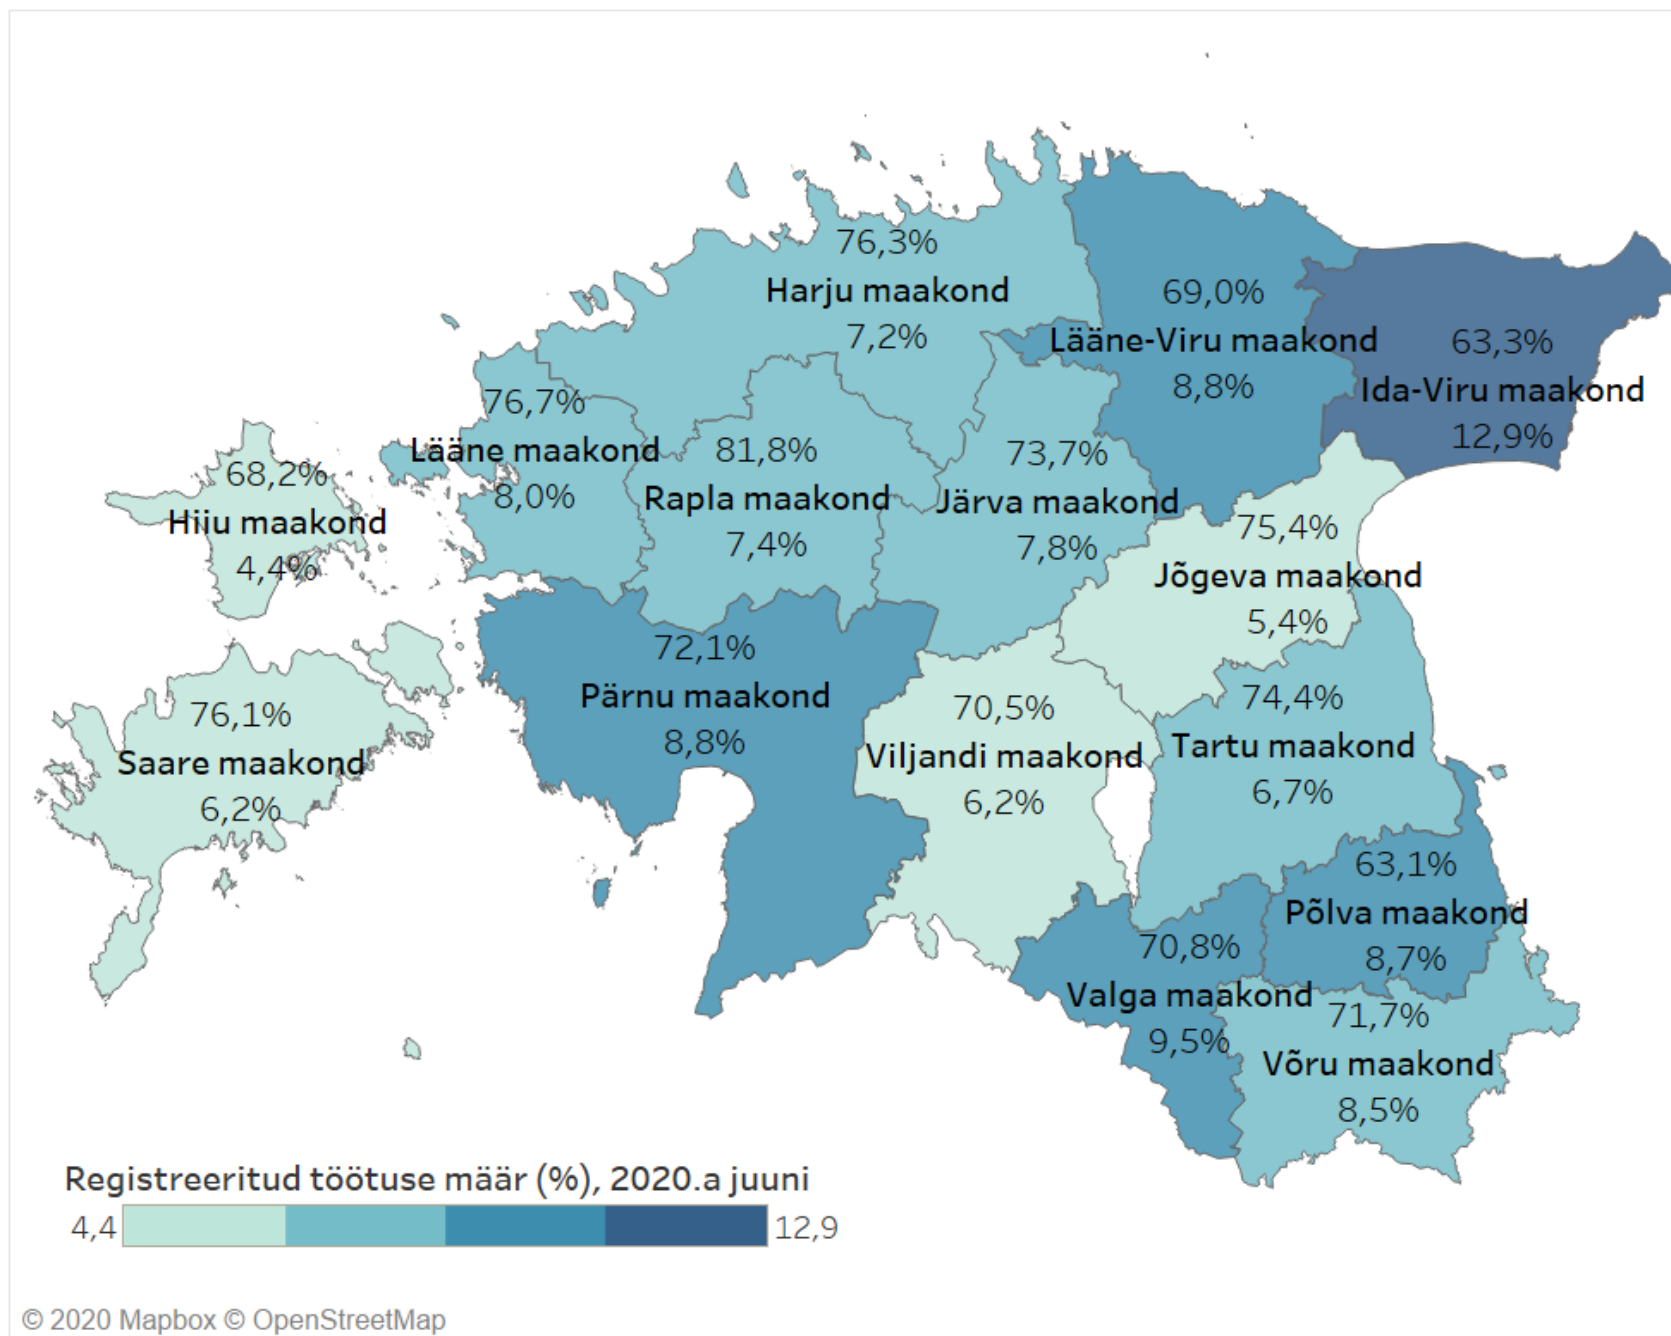 76,3%
Harju maakond
7,2%
69,0%
Lääne-Viru maakond
8,8%
63,3%
Ida-Viru maakond
12,9%
76,7%
Lääne maakond
8,0%
81,8%
Rapla maakond
7,4%
73,7%
Järva maakond
7,8%
68,2%
Hiiu maakond
4,4%
75,4%
Jõgeva maakond
5,4%
72,1%
Pärnu maakond
8,8%
76,1%
Saare maakond
6,2%
70,5%
Viljandi maakond
6,2%
74,4%
Tartu maakond
6,7%
63,1%
Põlva maakond
8,7%
70,8%
Valga maakond
9,5%
71,7%
Võru maakond
8,5%
Registreeritud töötuse määr (%), 2020.a juuni
4,4 12,9
© 2020 Mapbox © OpenStreetMap